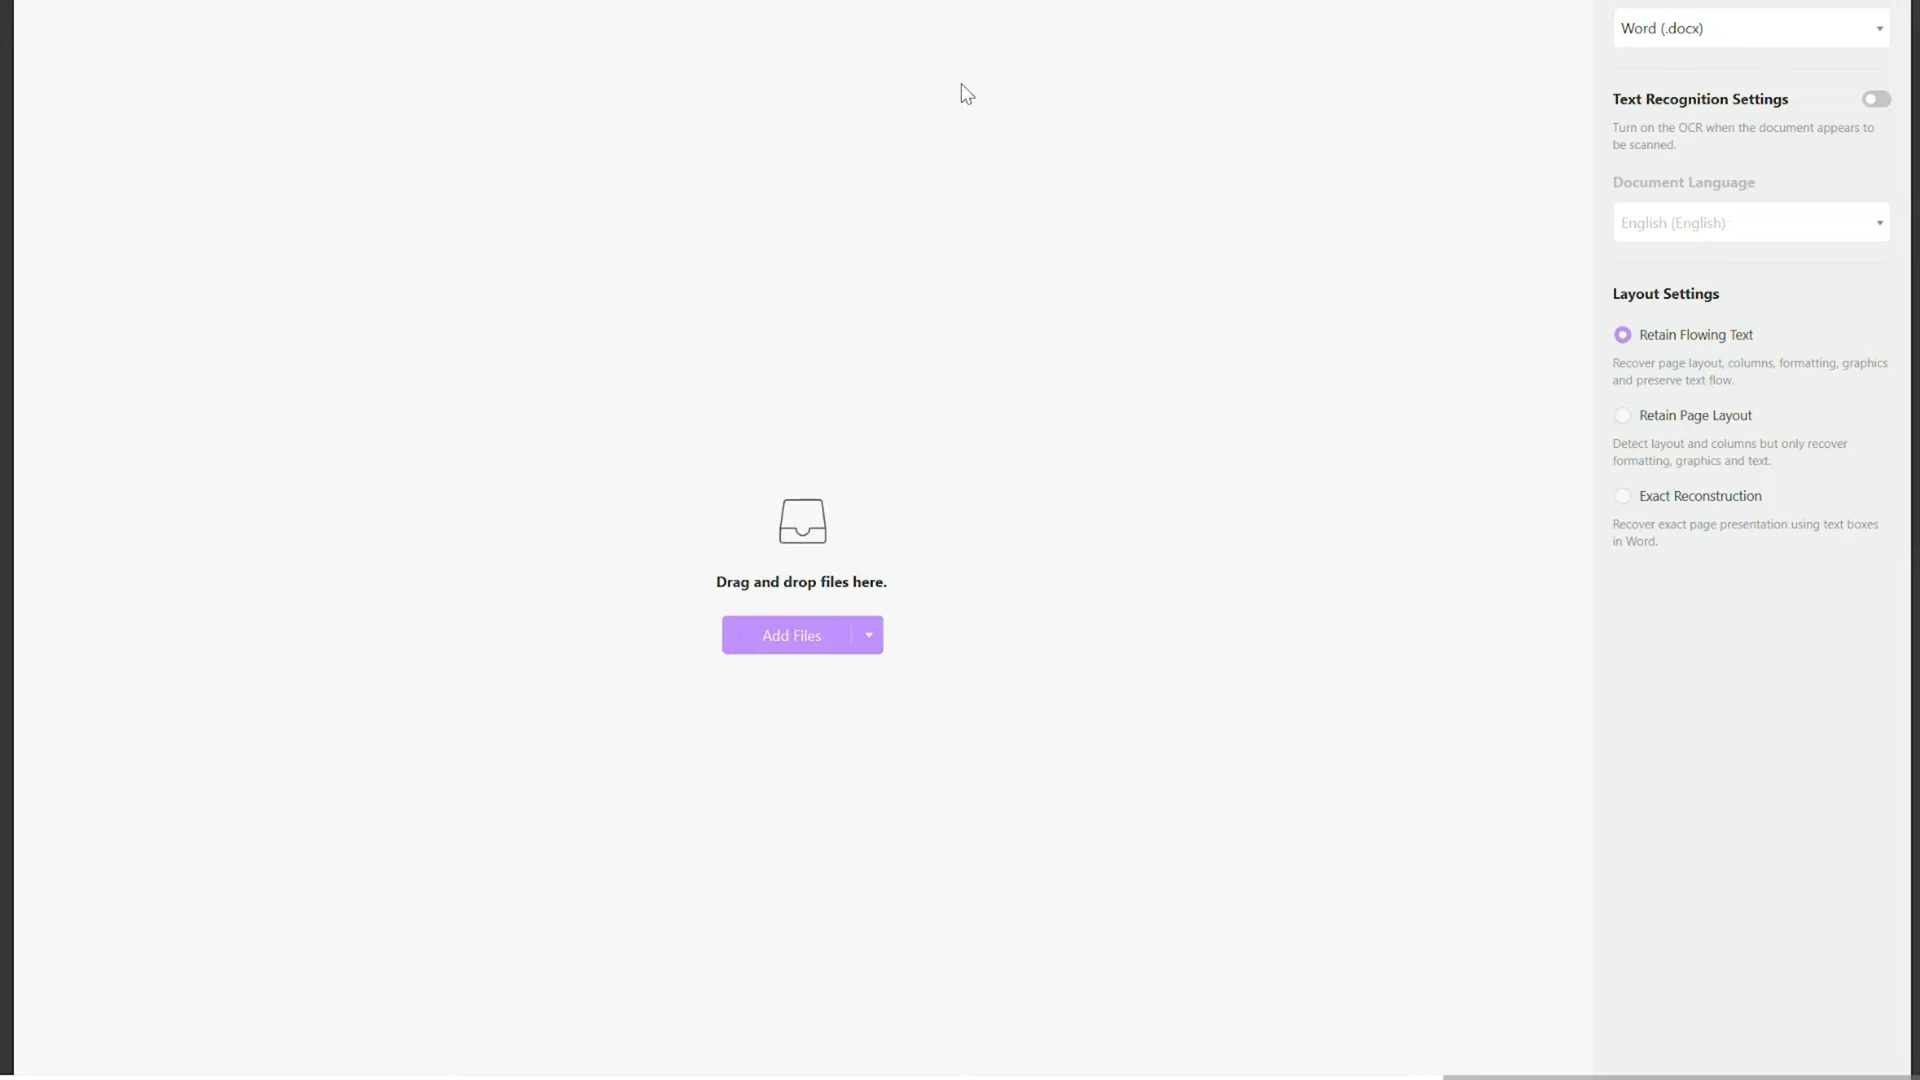 Word (.docx)
Text Recognition Settings
Turn on the OCR when the document appears to
be scanned.
Document Language
English (English)
Layout Settings
Retain Flowing Text
Recover page layout, columns, formatting, graphics
and preserve text flow.
Retain Page Layout
Detect layout and columns but only recover
formatting, graphics and text.
Exact Reconstruction
Recover exact page presentation using text boxes
in Word.
Drag and drop files here.
Add Files